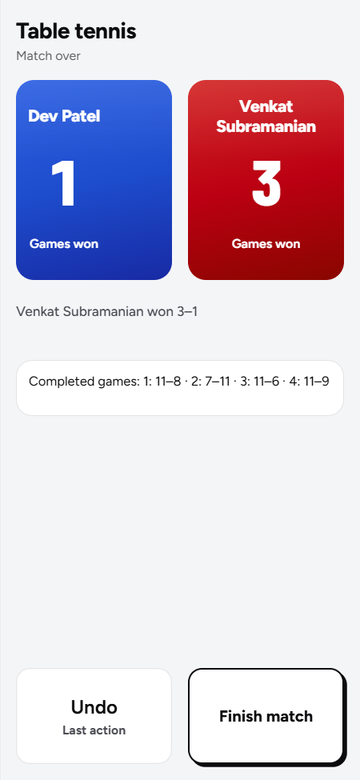 Table tennis
Match over
Dev Patel
1
Games won
Venkat
Subramanian
3
Games won
Venkat Subramanian won 3–1
Completed games: 1: 11–8 · 2: 7–11 · 3: 11–6 · 4: 11–9
Undo
Last action
Finish match